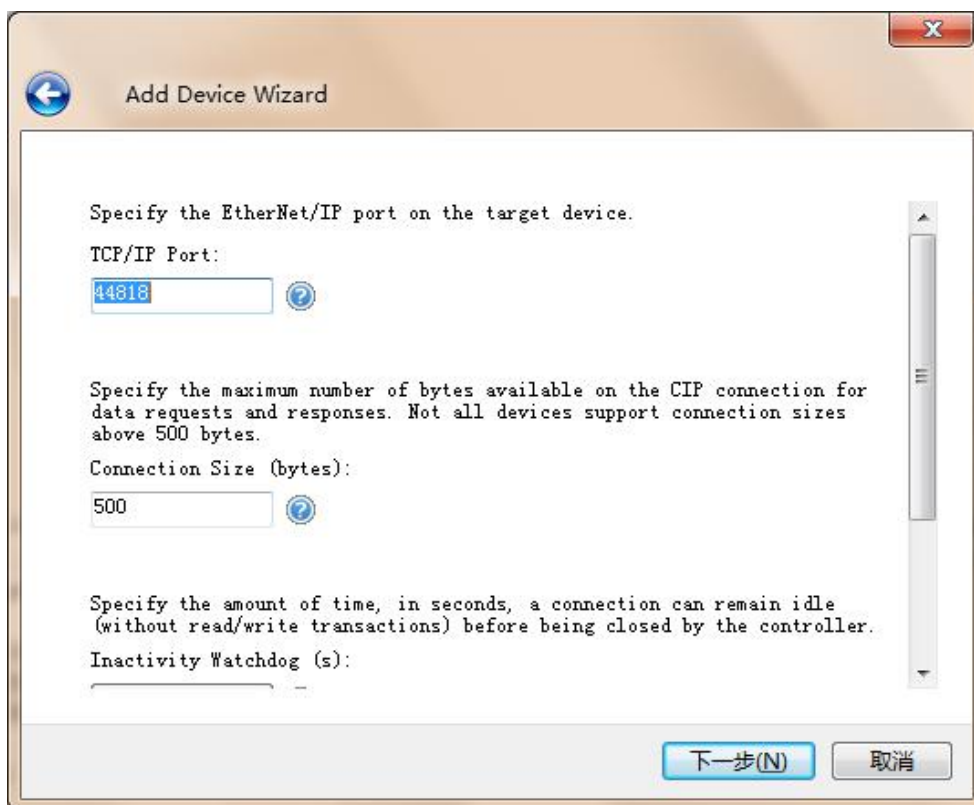 Add Device Wizard
Specify the EtherNet/IP port on the target device.
TCP/IP Port:
44818
Specify the maximum number of bytes available on the CIP connection for
data requests and responses. Not all devices support connection sizes
above 500 bytes.
Connection Size (bytes):
500
Specify the amount of time, in seconds, a connection can remain idle
(without read/write transactions) before being closed by the controller.
Inactivity Watchdog (s):
下一步(N) 取消